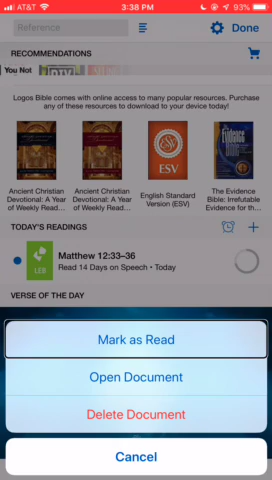 AT&T 3:38 PM 93%
Reference
Done
RECOMMENDATIONS
You No
Logos Bible comes with online access to many popular resources. Purchase
any of these resources to download to your device today!
ESV
Evidence
Ancient Christian
Devotional: A Year
of Weekly Read...
Ancient Christian
Devotional: A Year
of Weekly Read...
English Standard
Version (ESV)
The Evidence
Bible: Irrefutable
Evidence for th...
TODAY'S READINGS
LEB
Matthew 12:33–36
Read 14 Days on Speech • Today
VERSE OF THE DAY
Mark as Read
Open Document
Delete Document
Cancel